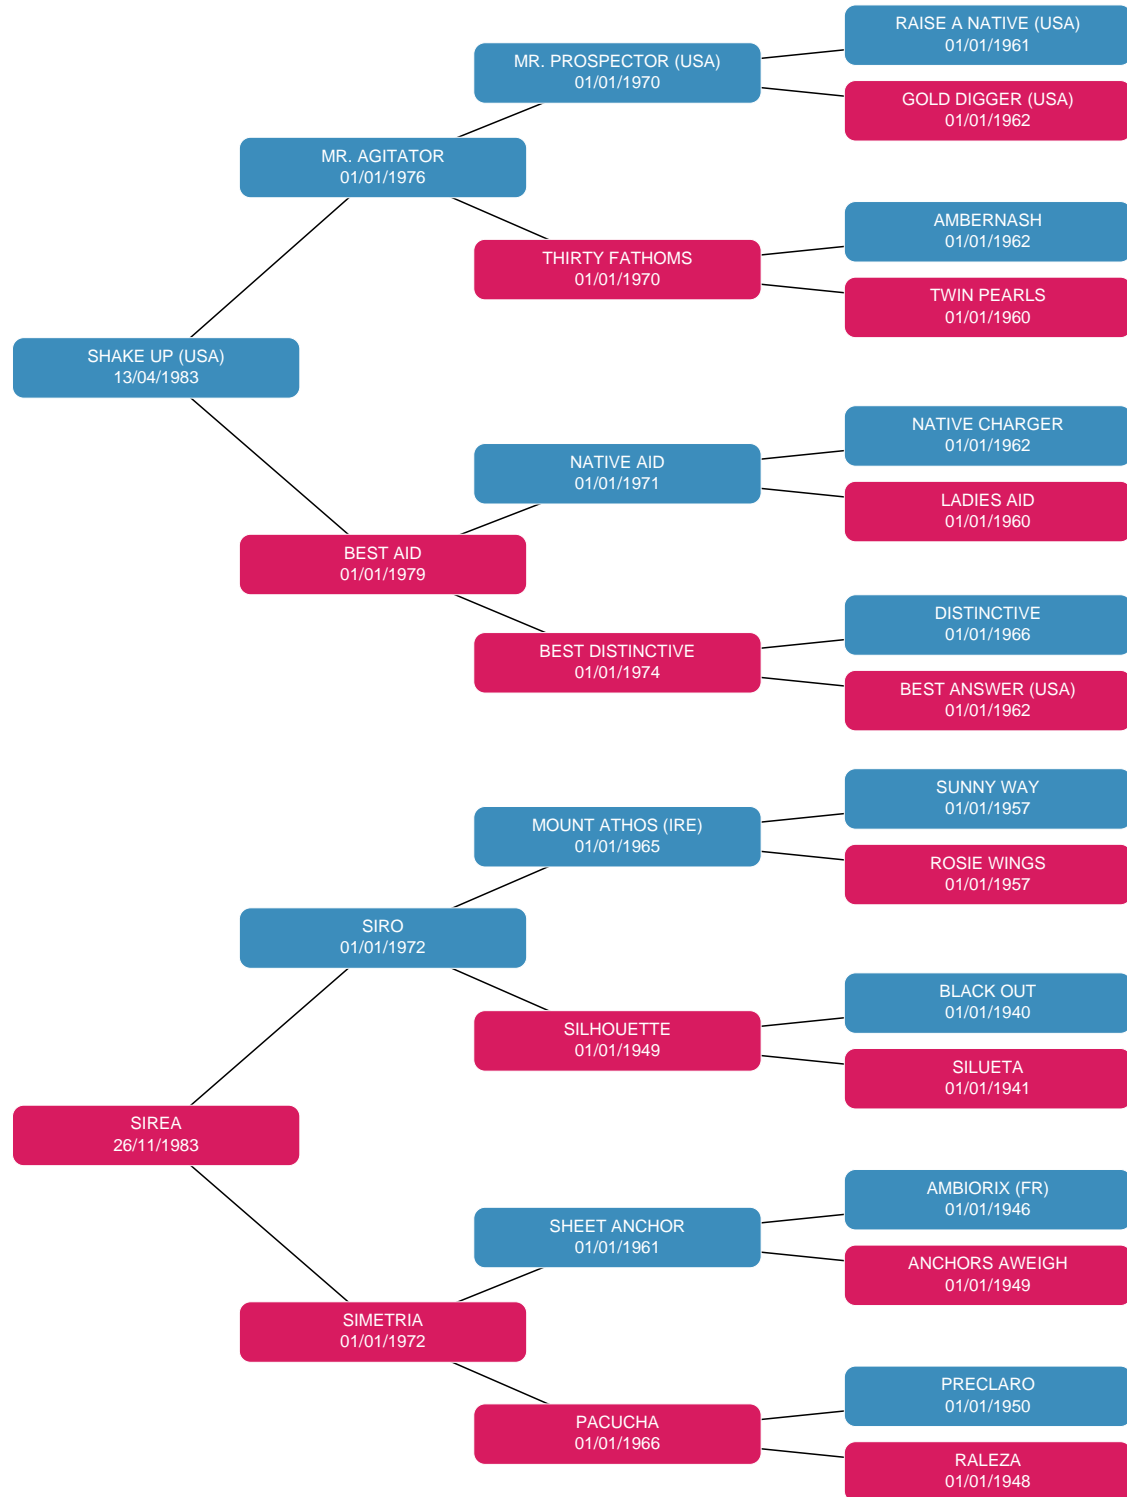 RAISE A NATIVE (USA)
01/01/1961
MR. PROSPECTOR (USA)
01/01/1970
GOLD DIGGER (USA)
01/01/1962
MR. AGITATOR
01/01/1976
AMBERNASH
01/01/1962
THIRTY FATHOMS
01/01/1970
TWIN PEARLS
01/01/1960
SHAKE UP (USA)
13/04/1983
NATIVE CHARGER
01/01/1962
NATIVE AID
01/01/1971
LADIES AID
01/01/1960
BEST AID
01/01/1979
DISTINCTIVE
01/01/1966
BEST DISTINCTIVE
01/01/1974
BEST ANSWER (USA)
01/01/1962
SUNNY WAY
01/01/1957
MOUNT ATHOS (IRE)
01/01/1965
ROSIE WINGS
01/01/1957
SIRO
01/01/1972
BLACK OUT
01/01/1940
SILHOUETTE
01/01/1949
SILUETA
01/01/1941
SIREA
26/11/1983
AMBIORIX (FR)
01/01/1946
SHEET ANCHOR
01/01/1961
ANCHORS AWEIGH
01/01/1949
SIMETRIA
01/01/1972
PRECLARO
01/01/1950
PACUCHA
01/01/1966
RALEZA
01/01/1948